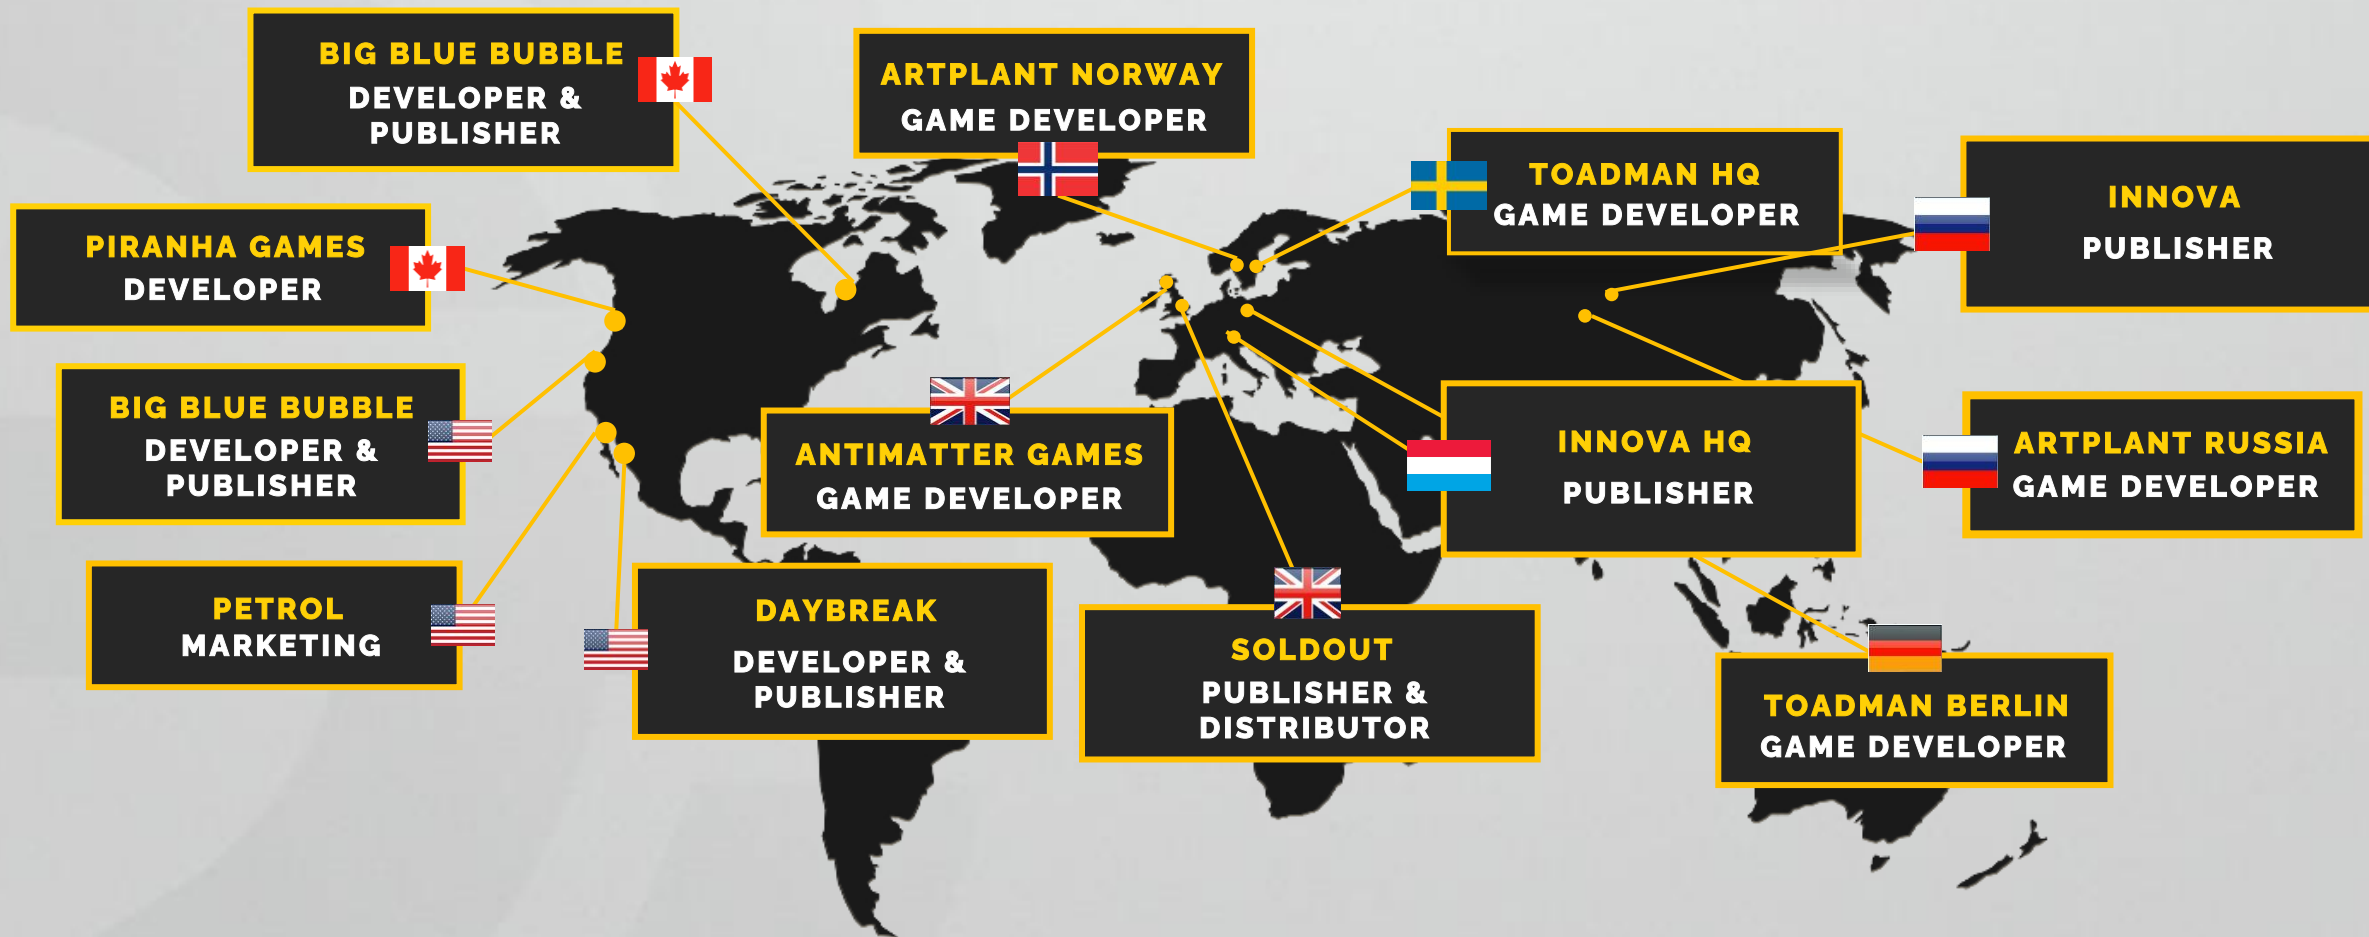 BIG BLUE BUBBLE
DEVELOPER &
PUBLISHER
ARTPLANT NORWAY
GAME DEVELOPER
TOADMAN HQ
GAME DEVELOPER
INNOVA
PUBLISHER
PIRANHA GAMES
DEVELOPER
BIG BLUE BUBBLE
DEVELOPER &
PUBLISHER
ANTIMATTER GAMES
GAME DEVELOPER
INNOVA HQ
PUBLISHER
ARTPLANT RUSSIA
GAME DEVELOPER
PETROL
MARKETING
DAYBREAK
DEVELOPER &
PUBLISHER
SOLDOUT
PUBLISHER &
DISTRIBUTOR
TOADMAN BERLIN
GAME DEVELOPER